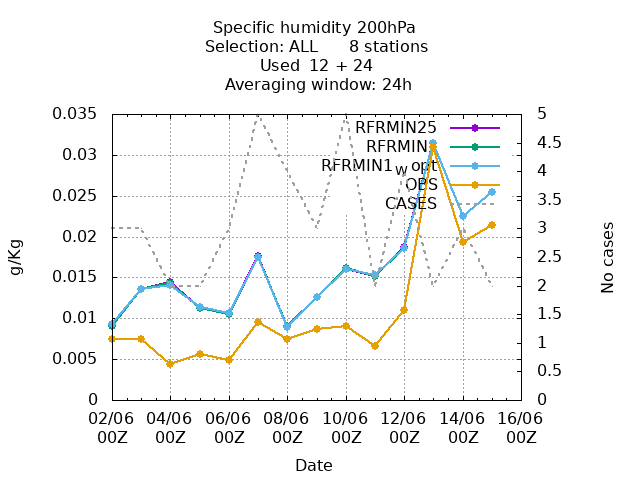 Specific humidity 200hPa
Selection: ALL 8 stations
Used 12 + 24
Averaging window: 24h
RFRMIN25
RFRMIN1
RFRMIN1w opt
OBS
CASES
0.035
0.03
0.025
0.02
0.015
0.01
0.005
0
g/Kg
5
4.5
4
3.5
3
2.5
2
1.5
1
0.5
0
No cases
02/06 04/06 06/06 08/06 10/06 12/06 14/06 16/06
00Z 00Z 00Z 00Z 00Z 00Z 00Z 00Z
Date